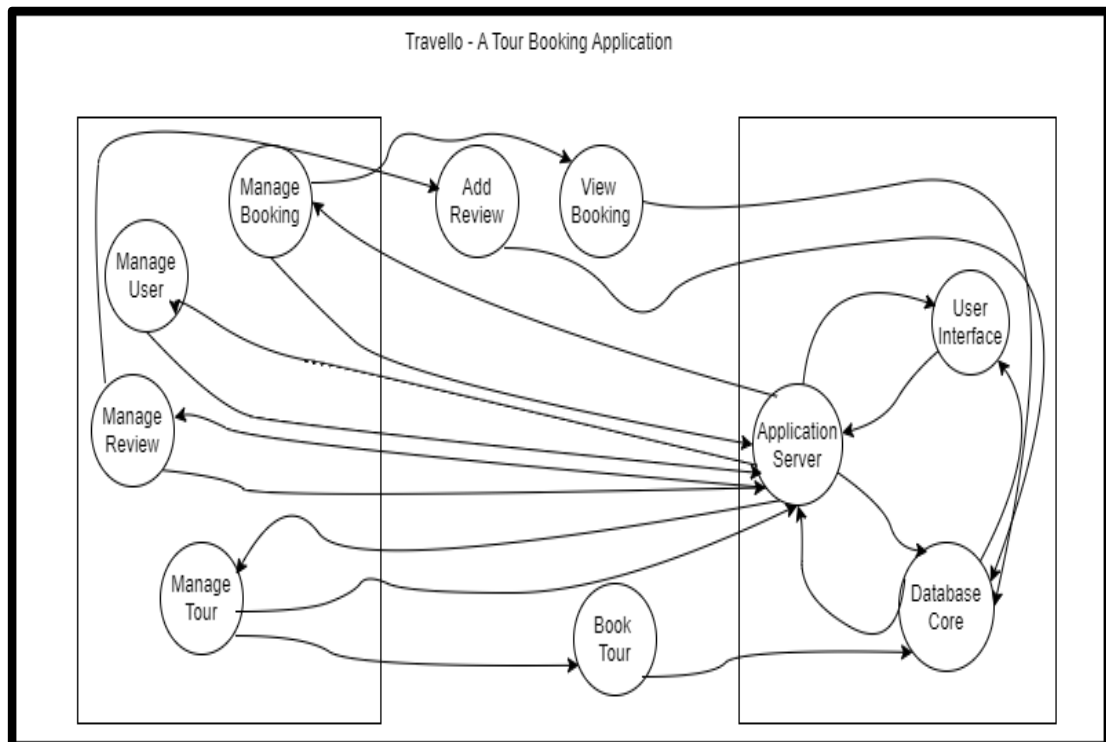 Travello - A Tour Booking Application
Manage
Booking
Add
Review
View
Booking
Manage
User
User
Interface
Manage
Review
Application
Server
Manage
Tour
Book
Tour
Database
Core